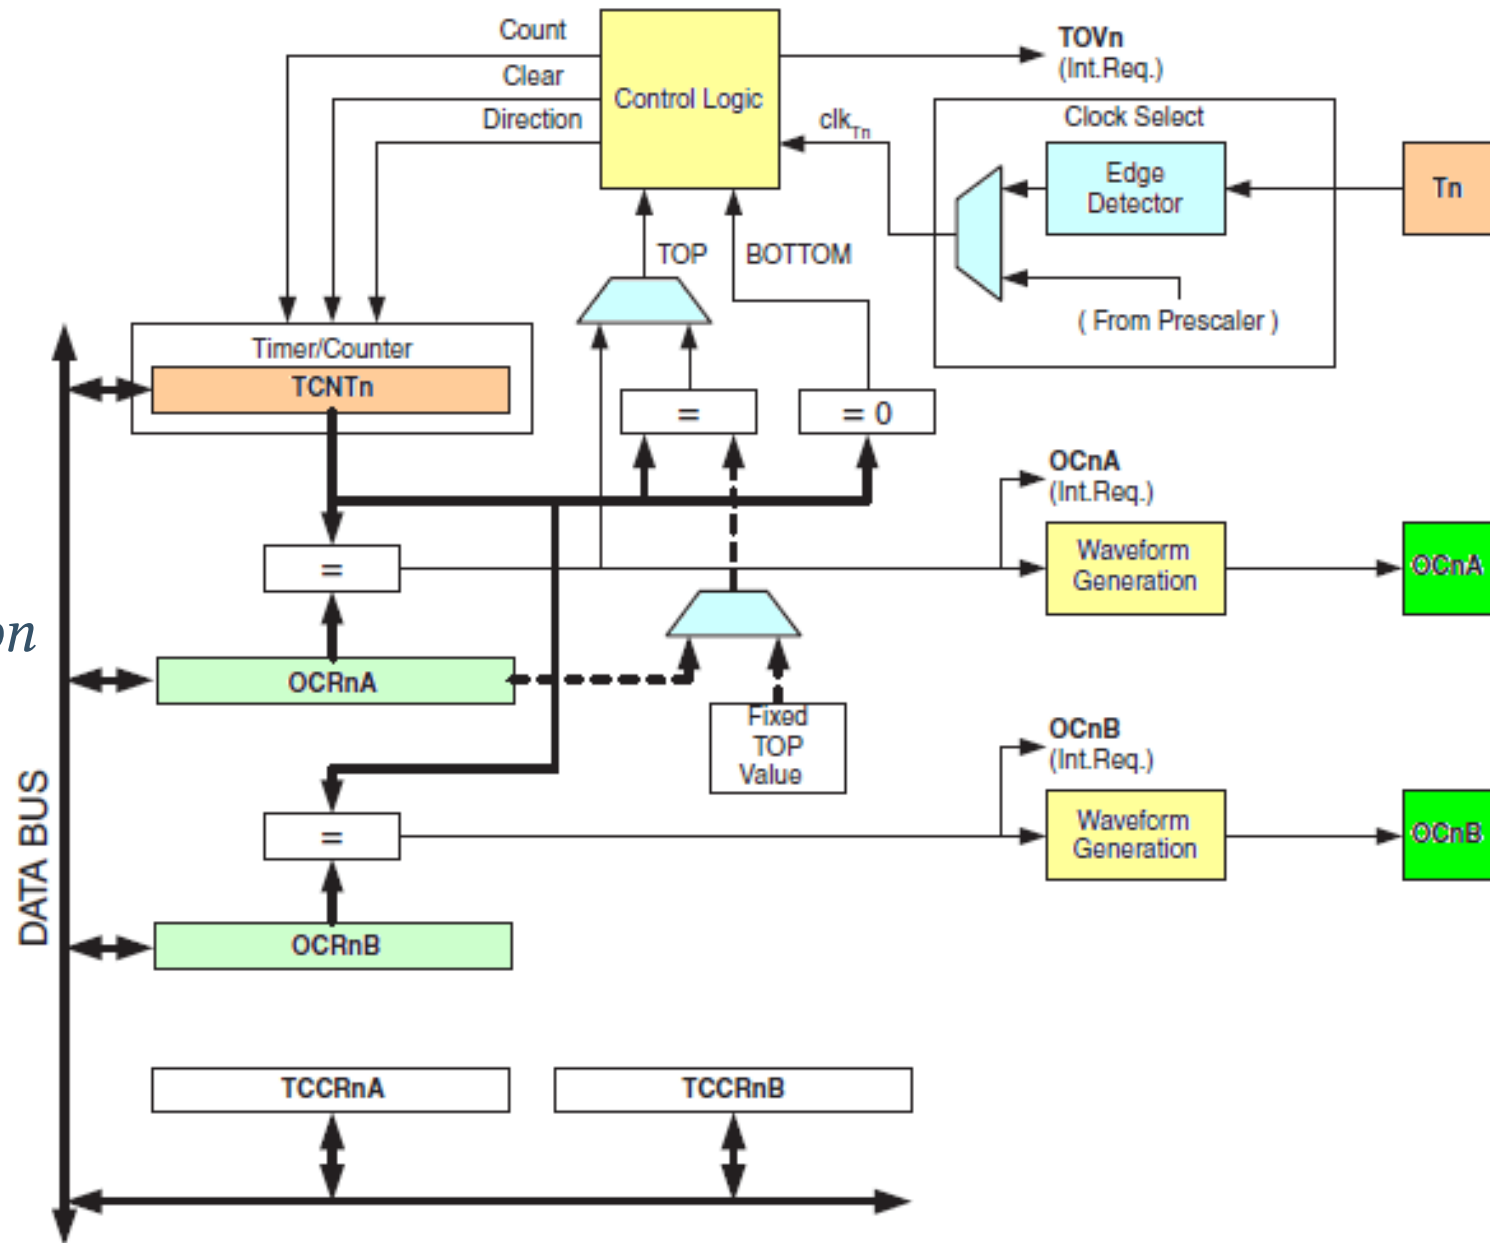 Count
Clear
Direction
Control Logic
TOVn
(Int.Req.)
clkTn
Clock Select
Edge
Detector
Tn
( From Prescaler )
TOP
BOTTOM
Timer/Counter
TCNTn
=
= 0
=
OCnA
(Int.Req.)
Waveform
Generation
OCnA
on
OCRnA
Fixed
TOP
Value
OCnB
(Int.Req.)
=
Waveform
Generation
OCnB
DATA BUS
OCRnB
TCCRnA
TCCRnB